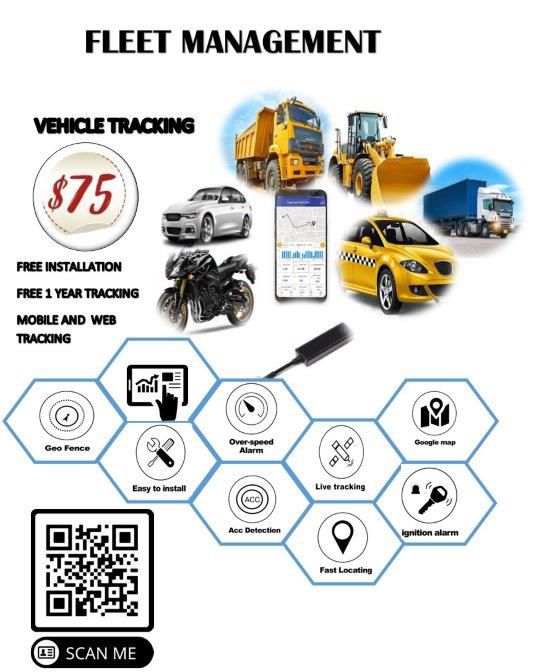 FLEET MANAGEMENT
VEHICLE TRACKING
$75
FREE INSTALLATION
FREE 1 YEAR TRACKING
MOBILE AND WEB
TRACKING
Geo Fence
Easy to install
Over-speed
Alarm
Acc Detection
ACC
Live tracking
Fast Locating
Google map
ignition alarm
SCAN ME